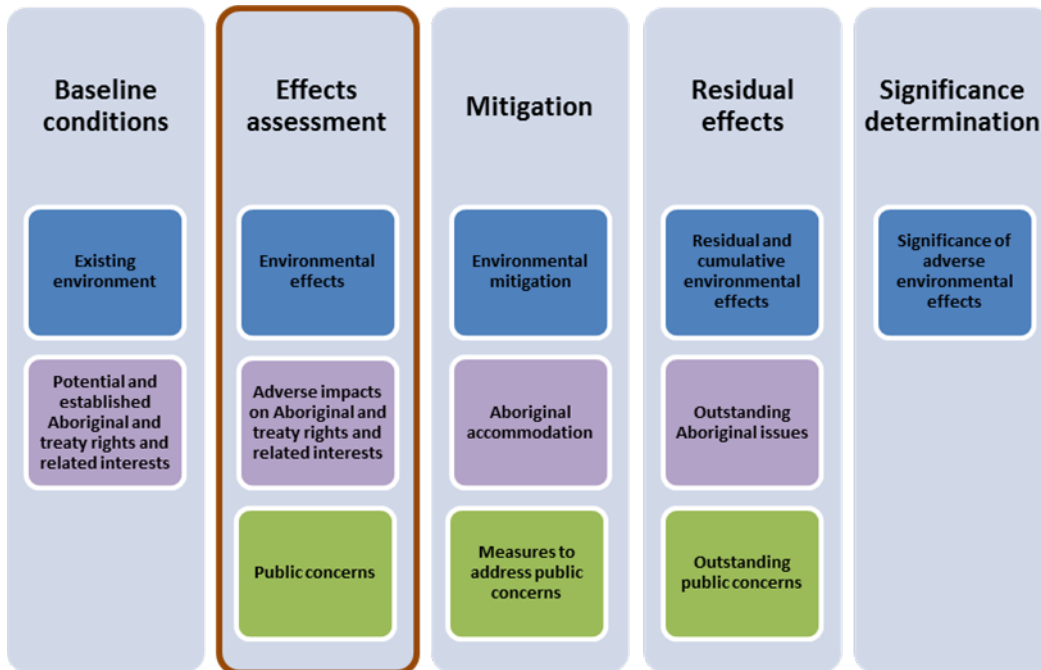 Baseline
conditions
Effects
assessment
Mitigation
Residual
effects
Significance
determination
Existing
environment
Environmental
effects
Environmental
mitigation
Residual and
cumulative
environmental
effects
Significance of
adverse
environmental
effects
Potential and
established
Aboriginal and
treaty rights and
related interests
Adverse impacts
on Aboriginal and
treaty rights and
related interests
Aboriginal
accommodation
Outstanding
Aboriginal issues
Public concerns
Measures to
address public
concerns
Outstanding
public concerns